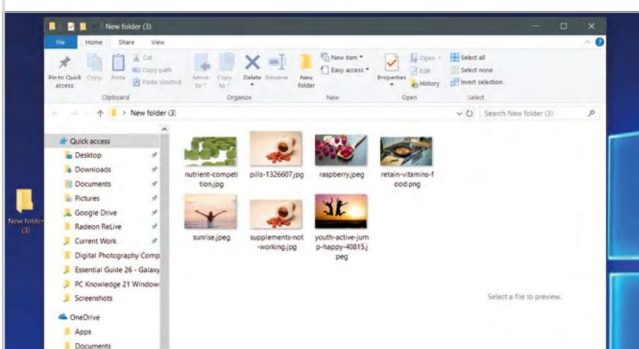 New folder (3)
File Home Share View
Pin to Quick access
Copy
Paste
Cut
Copy path
Paste shortcut
Clipboard
Move to
Copy to
Delete
Rename
Organize
New folder
New item
Easy access
New
Properties
Open
Edit
History
Open
Select all
Select none
Invert selection
Select
New folder (3)
Search New folder (3)
Quick access
Desktop
Downloads
Documents
Pictures
Google Drive
Radeon ReLive
Current Work
Digital Photography Comp
Essential Guide 26 - Galaxy
PC Knowledge 21 Window
Screenshots
OneDrive
Apps
Documents
nutrient-competi
tion.jpg
pills-1326607.jpg
raspberry.jpeg
retain-vitamins-f
ood.png
sunrise.jpeg
supplements-not
-working.jpg
youth-active-jum
p-happy-40815.j
peg
Select a file to preview.
New folder
(3)